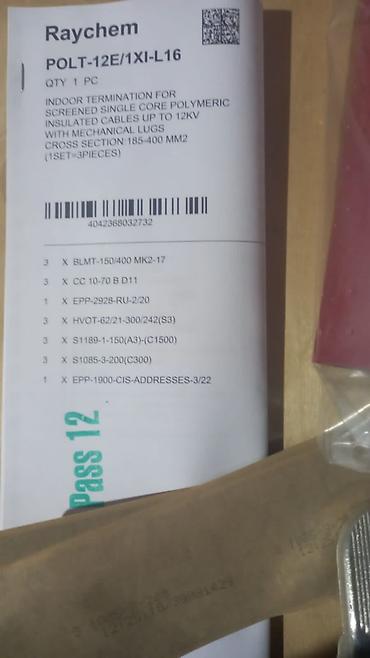 Raychem
POLT-12E/1XI-L16
QTY 1 PC
INDOOR TERMINATION FOR
SCREENED SINGLE CORE POLYMERIC
INSULATED CABLES UP TO 12KV
WITH MECHANICAL LUGS
CROSS SECTION 185-400 MM2
(1SET=3PIECES)
4042368032732
3 X BLMT-150/400 MK2-17
3 X CC 10-70 B D11
1 X EPP-2928-RU-2/20
3 X HVOT-62/21-300/242(S3)
3 X S1189-1-150(A3)-(C1500)
3 X S1085-3-200(C300)
1 X EPP-1900-CIS-ADDRESSES-3/22
Pass 12